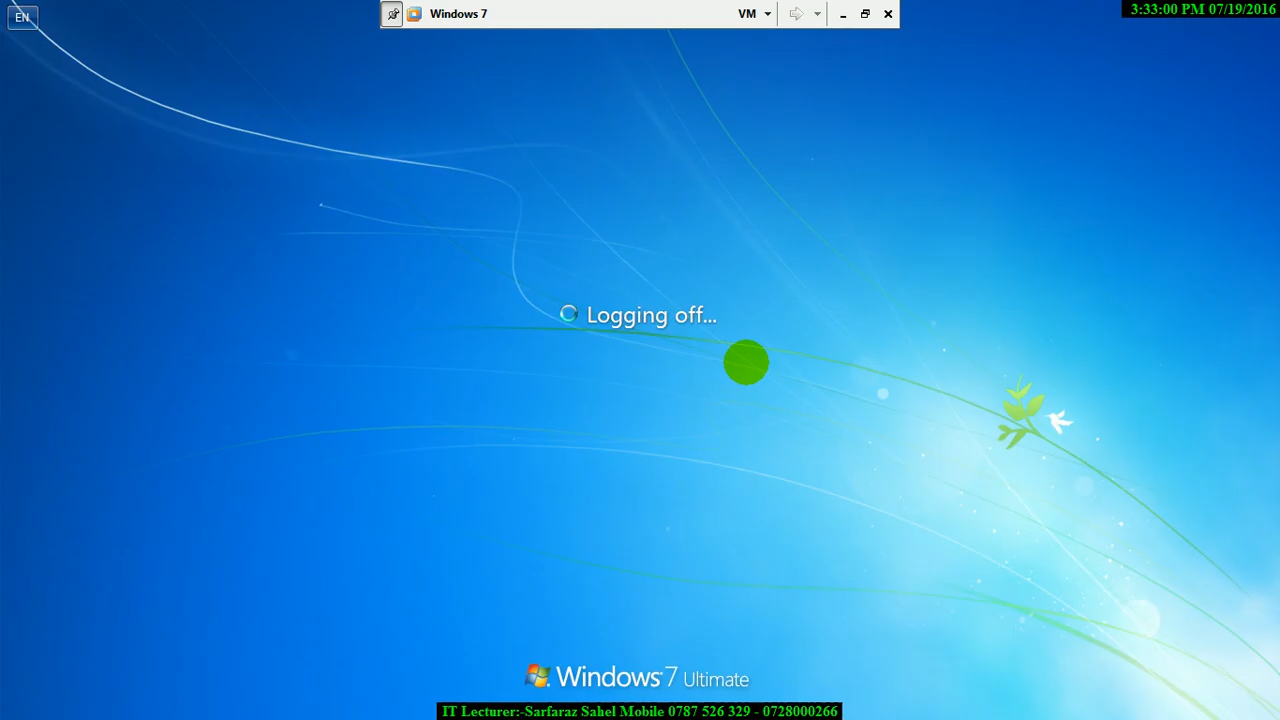 EN
Windows 7
VM
3:33:00 PM 07/19/2016
Logging off...
Windows 7 Ultimate
IT Lecturer:-Sarfaraz Sahel Mobile 0787 526 329 - 0728000266